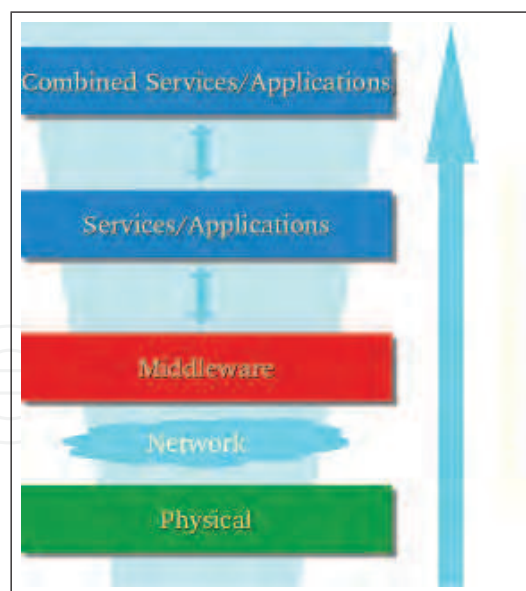 Combined Services/Applications
Services/Applications
Middleware
Network
Physical